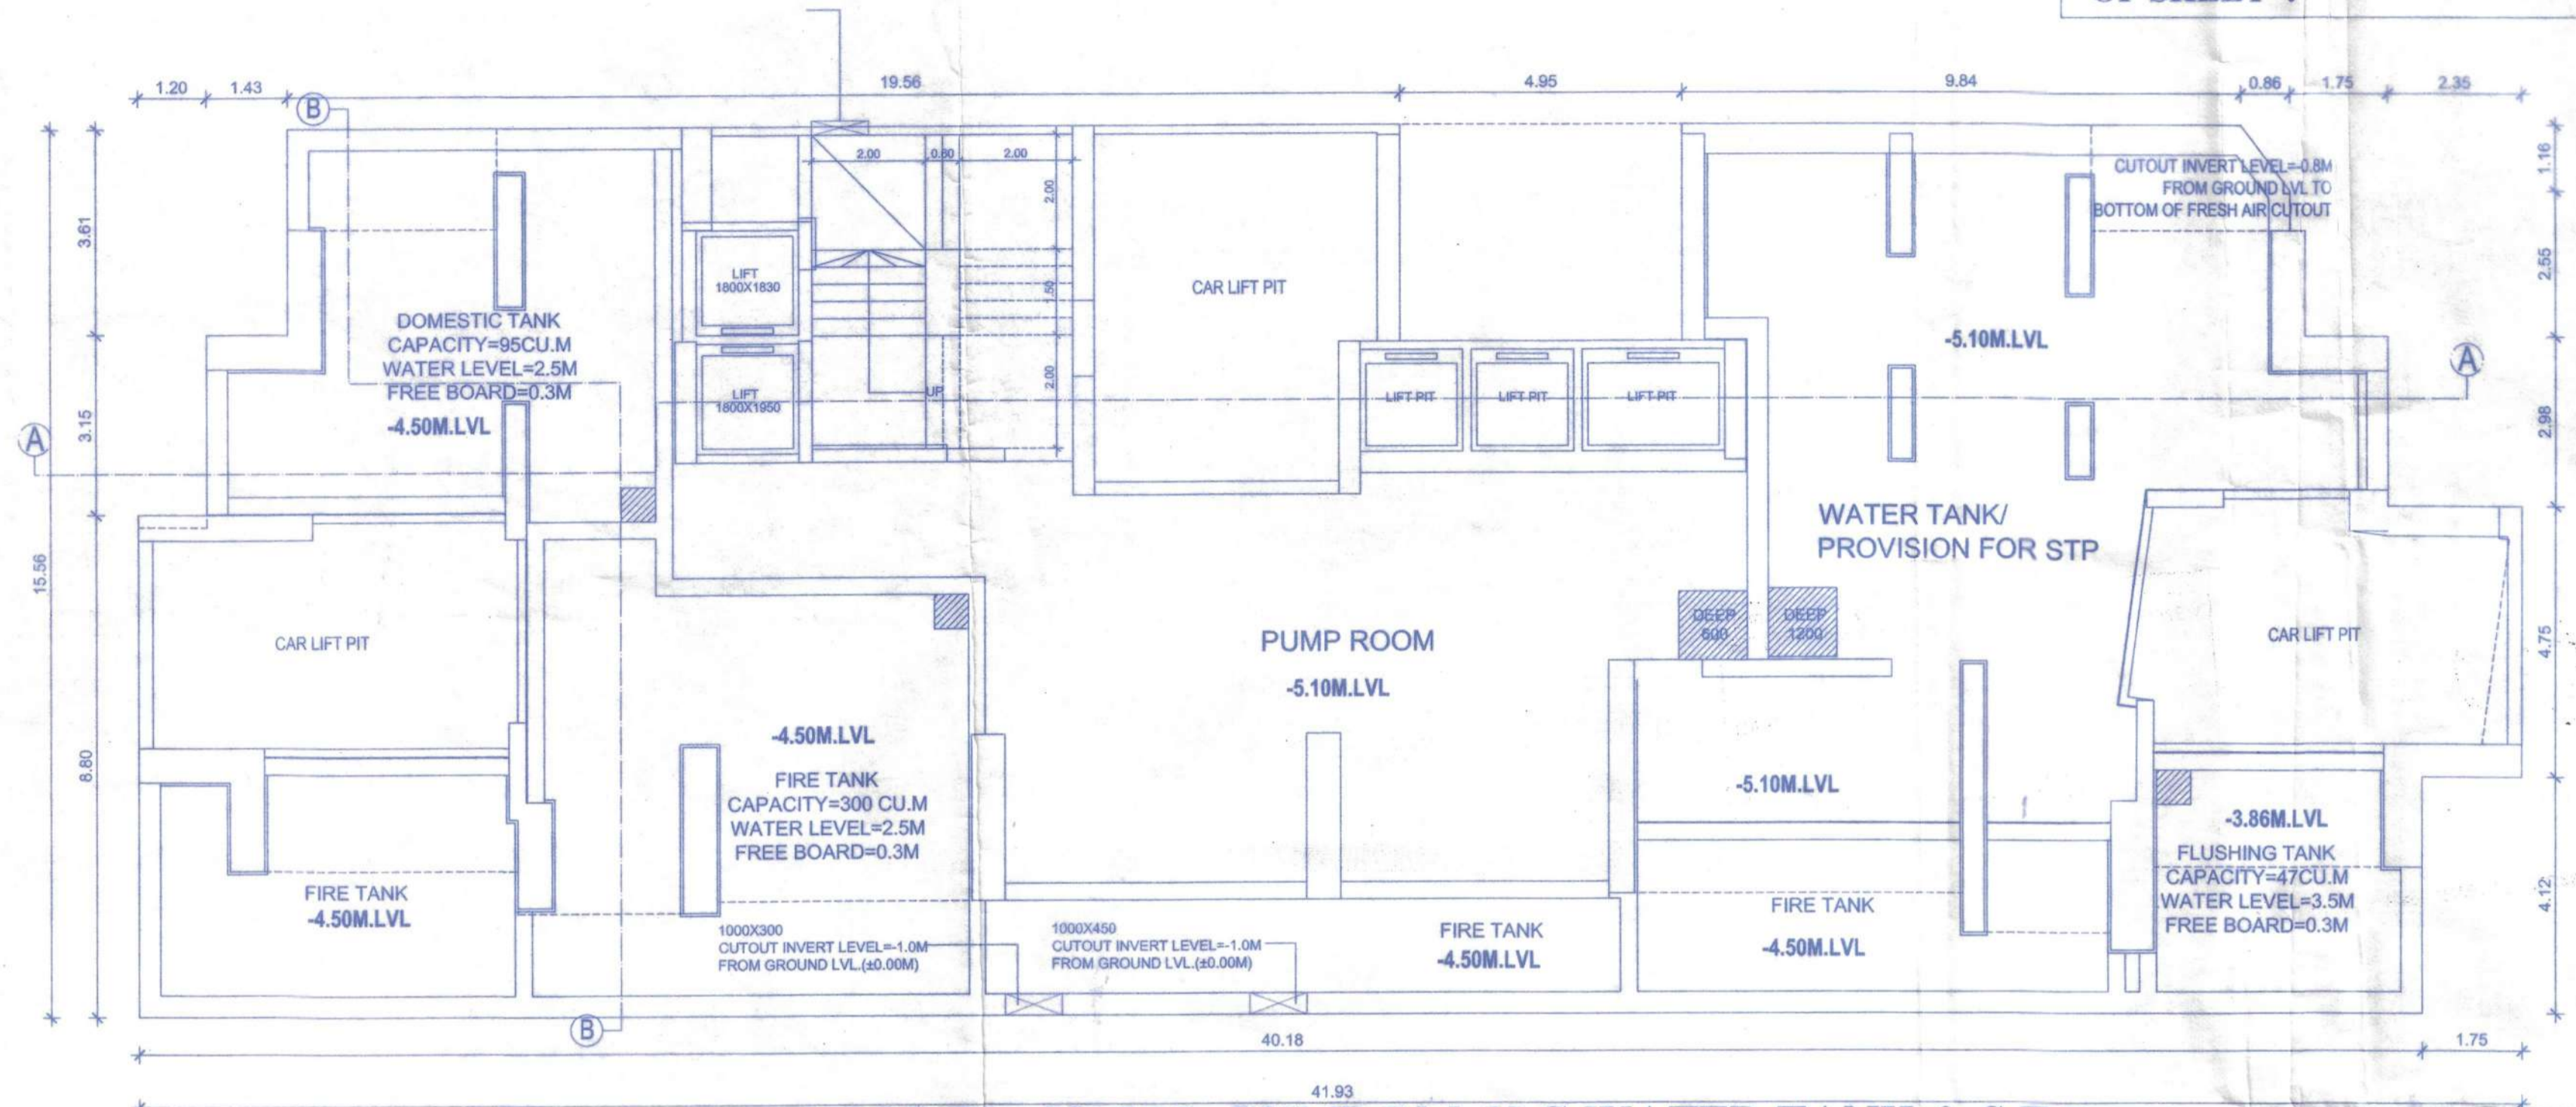 1.20
1.43
19.56
4.95
9.84
0.86
1.75
2.35
B
2.00
0.60
2.00
2.00
1.50
2.00
CUTOUT INVERT LEVEL=-0.8M
FROM GROUND LVL TO
BOTTOM OF FRESH AIR CUTOUT
1.16
2.55
2.98
4.75
4.12
3.61
3.15
8.80
15.56
LIFT
1800X1830
CAR LIFT PIT
DOMESTIC TANK
CAPACITY=95CU.M
WATER LEVEL=2.5M
FREE BOARD=0.3M
-4.50M.LVL
LIFT
1800X1950
UP
LIFT PIT
LIFT PIT
LIFT PIT
-5.10M.LVL
A
A
WATER TANK/
PROVISION FOR STP
CAR LIFT PIT
PUMP ROOM
-5.10M.LVL
DEEP
600
DEEP
1200
CAR LIFT PIT
-4.50M.LVL
FIRE TANK
CAPACITY=300 CU.M
WATER LEVEL=2.5M
FREE BOARD=0.3M
-5.10M.LVL
-3.86M.LVL
FLUSHING TANK
CAPACITY=47CU.M
WATER LEVEL=3.5M
FREE BOARD=0.3M
FIRE TANK
-4.50M.LVL
1000X300
CUTOUT INVERT LEVEL=-1.0M
FROM GROUND LVL.(±0.00M)
1000X450
CUTOUT INVERT LEVEL=-1.0M
FROM GROUND LVL.(±0.00M)
FIRE TANK
-4.50M.LVL
FIRE TANK
-4.50M.LVL
B
40.18
1.75
41.93